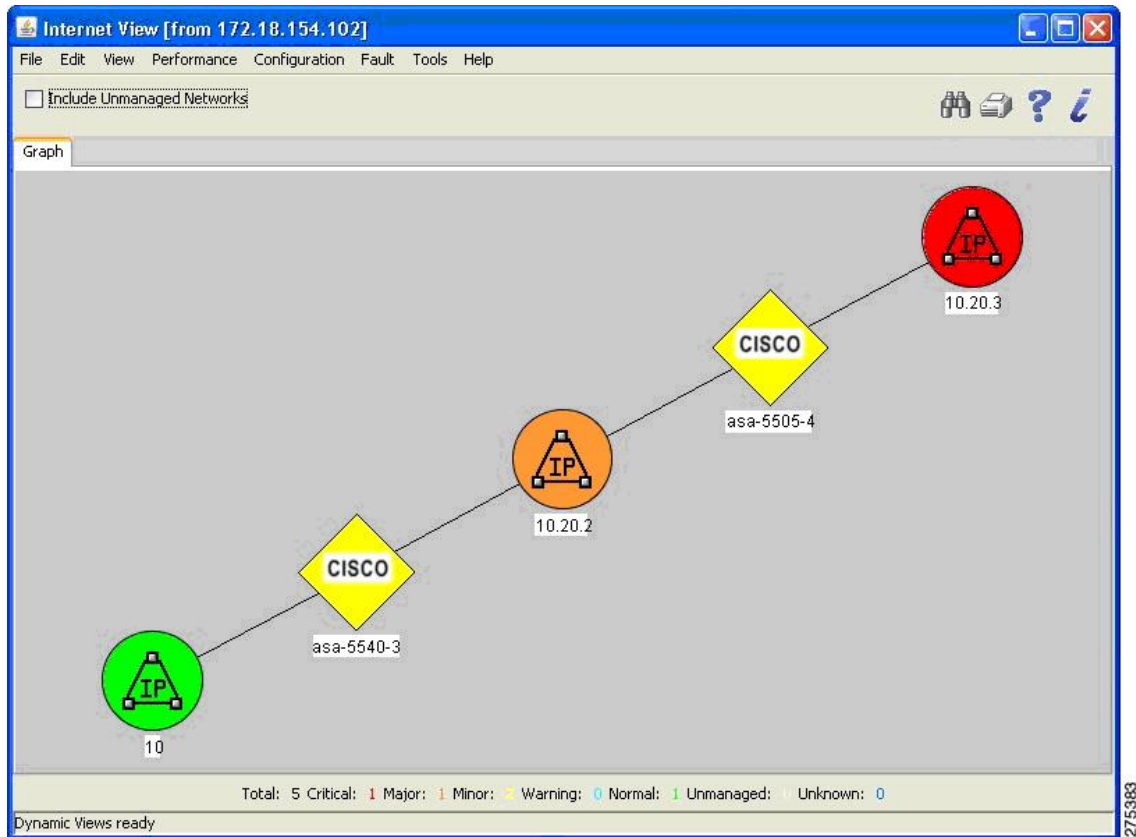 Internet View [from 172.18.154.102]
File Edit View Performance Configuration Fault Tools Help
Include Unmanaged Networks
Graph
IP
10.20.3
CISCO
asa-5505-4
IP
10.20.2
CISCO
asa-5540-3
IP
10
Total: 5 Critical: 1 Major: 1 Minor: 2 Warning: 0 Normal: 1 Unmanaged: Unknown: 0
Dynamic Views ready
275383